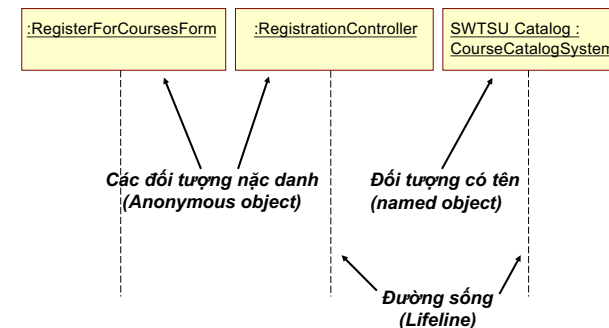 :RegisterForCoursesForm
:RegistrationController
SWTSU Catalog :
CourseCatalogSystem
Các đối tượng nặc danh
(Anonymous object)
Đối tượng có tên
(named object)
Đường sống
(Lifeline)